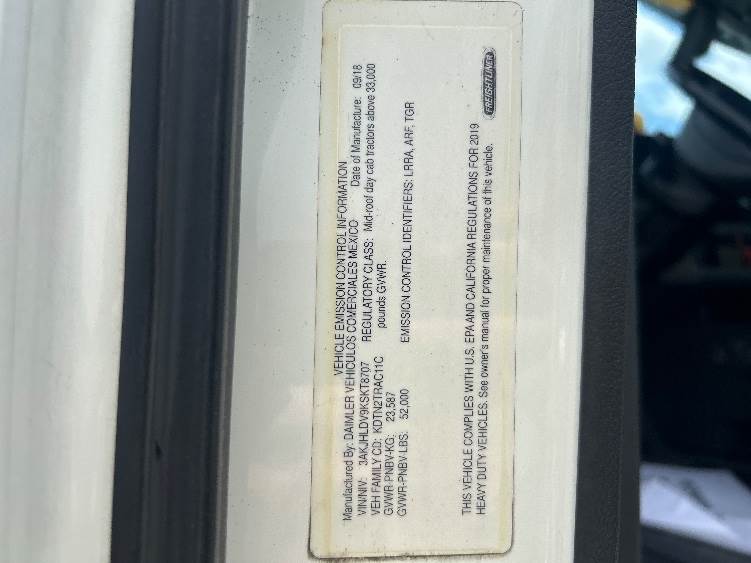 VEHICLE EMISSION CONTROL INFORMATION
Manufactured By: DAIMLER VEHICULOS COMERCIALES MEXICO Date of Manufacture: 09/18
VIN/NIV: 3AKJHLDV9KSKT8707 REGULATORY CLASS: Mid-roof day cab tractors above 33,000
VEH FAMILY CD: KDTN2TRAC11C pounds GVWR.
GVWR-PNBV-KG: 23,587
GVWR-PNBV-LBS: 52,000 EMISSION CONTROL IDENTIFIERS: LRRA, ARF, TGR
THIS VEHICLE COMPLIES WITH U.S. EPA AND CALIFORNIA REGULATIONS FOR 2019
HEAVY DUTY VEHICLES. See owner's manual for proper maintenance of this vehicle.
FREIGHTLINER